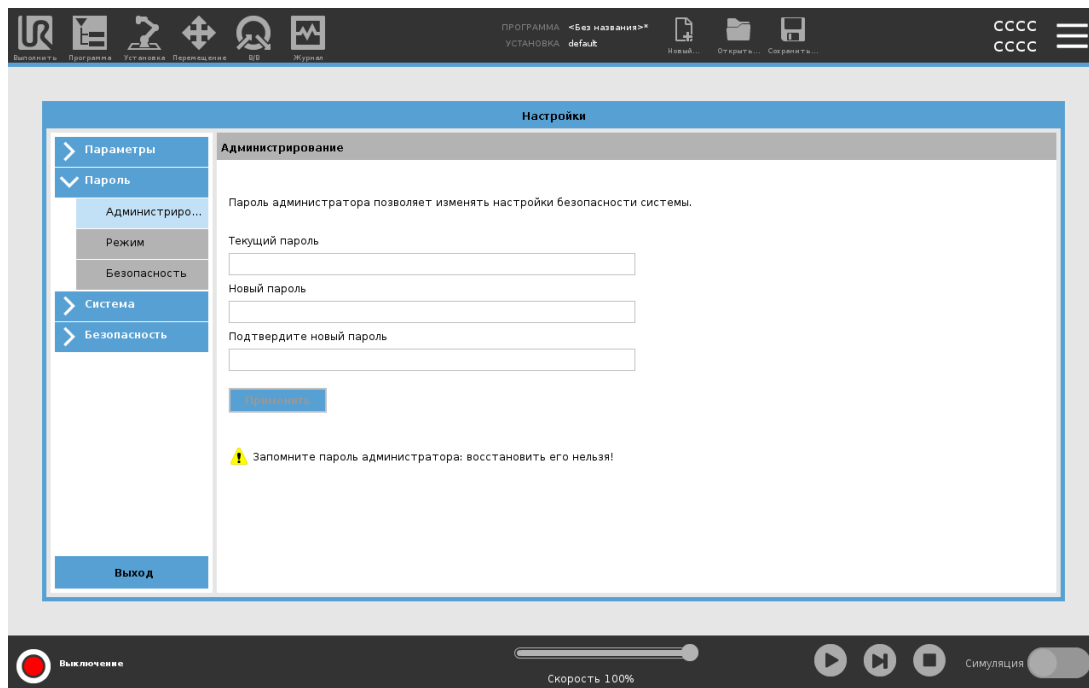 ПРОГРАММА <Без названия>*
УСТАНОВКА default
Выполнить Программа Установка Перемещение В/В Журнал
Новый... Открыть... Сохранить...
CCCC
CCCC
Настройки
Параметры
Пароль
Администриро...
Режим
Безопасность
Система
Безопасность
Выход
Администрирование
Пароль администратора позволяет изменять настройки безопасности системы.
Текущий пароль
Новый пароль
Подтвердите новый пароль
Применить
Запомните пароль администратора: восстановить его нельзя!
Выключение
Скорость 100%
Симуляция